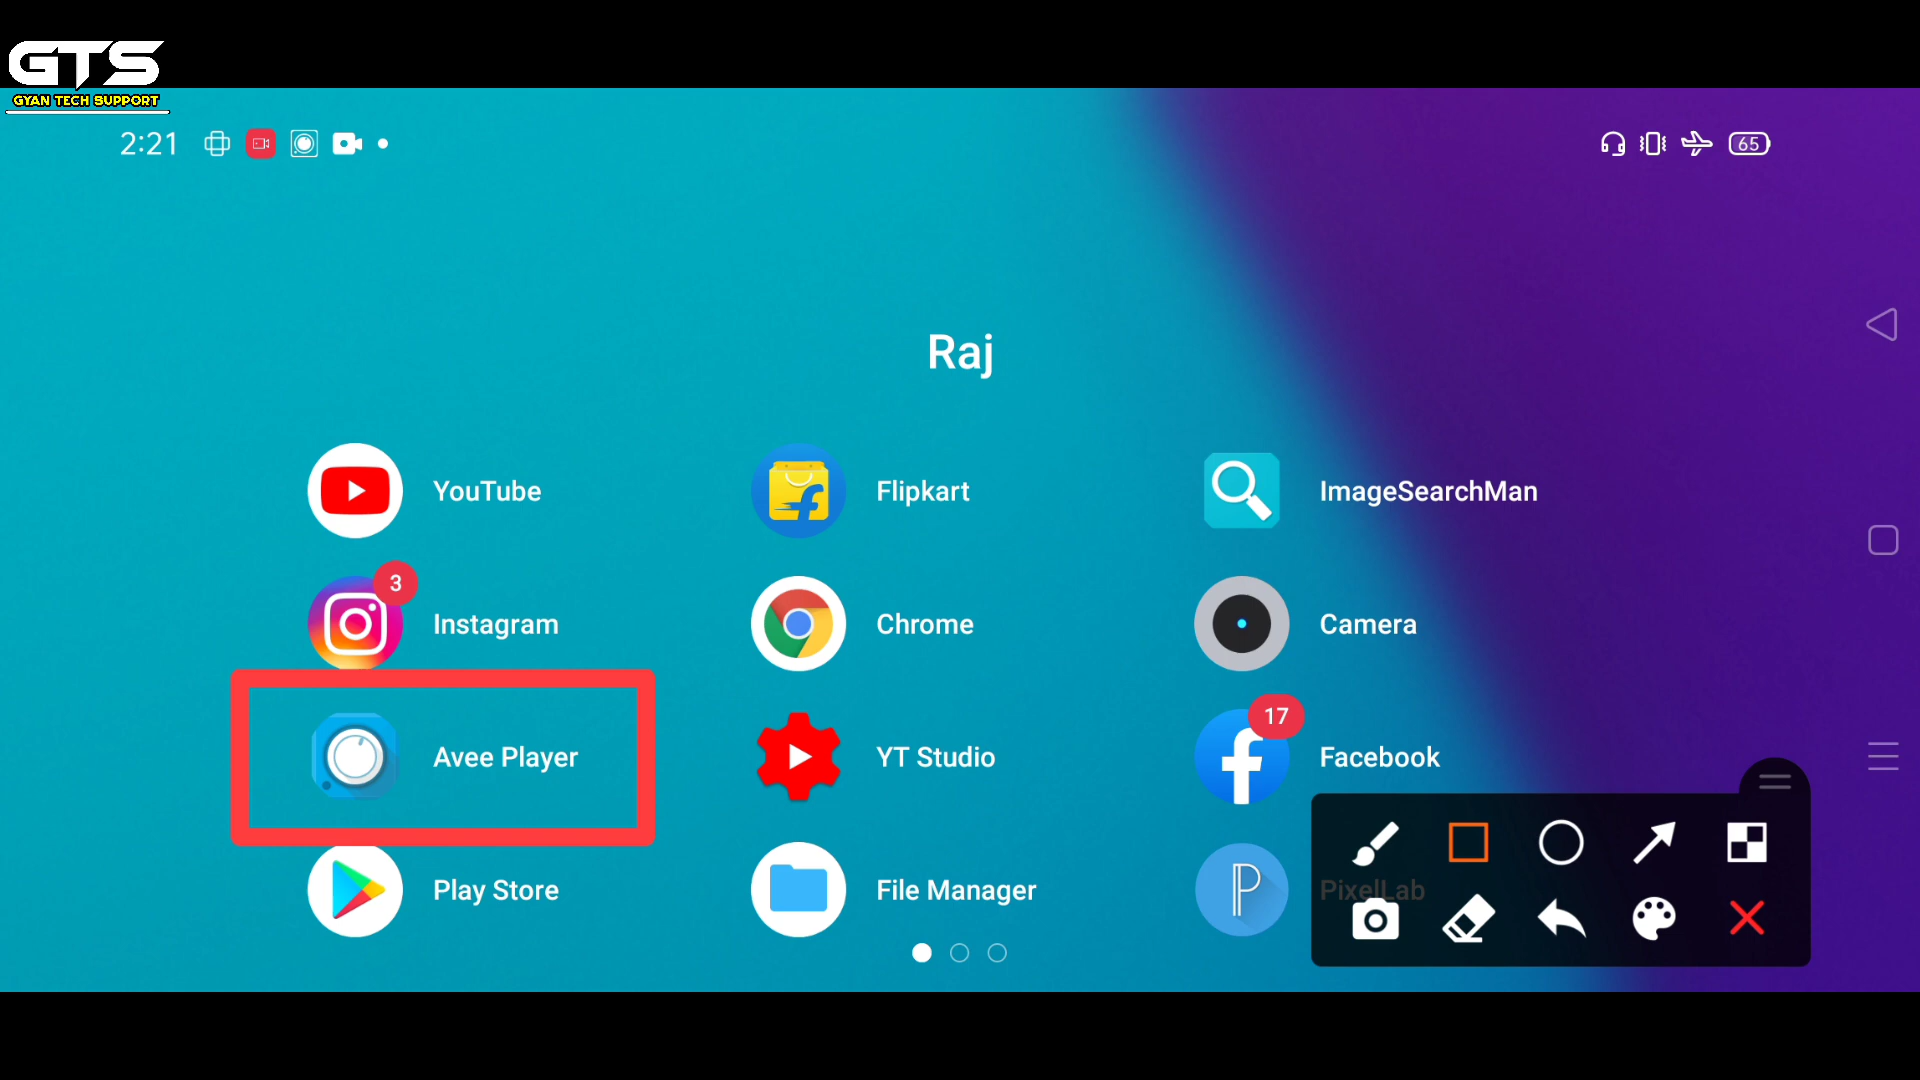 GTS
GYAN TECH SUPPORT
2:21
65
Raj
YouTube
Flipkart
ImageSearchMan
3
Instagram
Chrome
Camera
Avee Player
YT Studio
17
Facebook
Play Store
File Manager
P
PixelLab